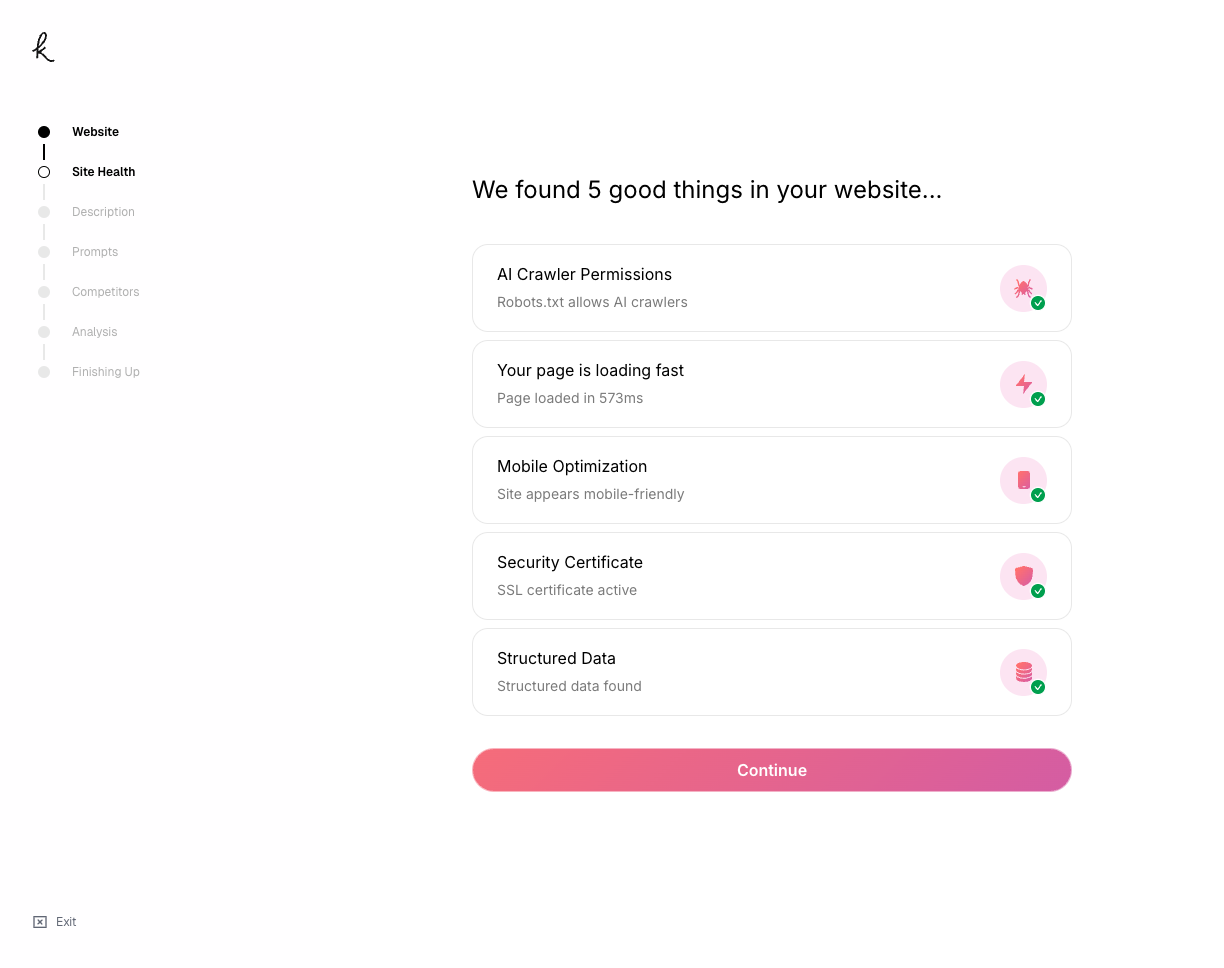 k
Website
Site Health
Description
Prompts
Competitors
Analysis
Finishing Up
Exit
We found 5 good things in your website...
AI Crawler Permissions
Robots.txt allows AI crawlers
Your page is loading fast
Page loaded in 573ms
Mobile Optimization
Site appears mobile-friendly
Security Certificate
SSL certificate active
Structured Data
Structured data found
Continue